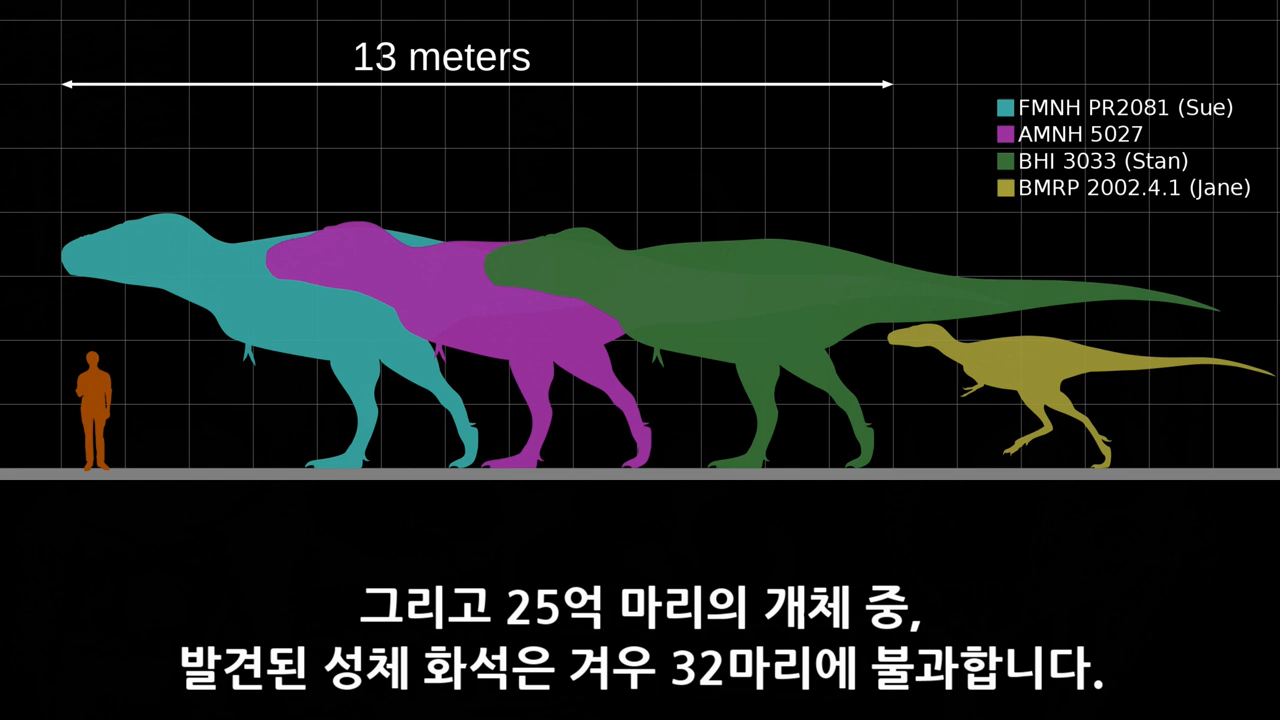 13 meters
FMNH PR2081 (Sue)
AMNH 5027
BHI 3033 (Stan)
BMRP 2002.4.1 (Jane)
그리고 25억 마리의 개체 중,
발견된 성체 화석은 겨우 32마리에 불과합니다.